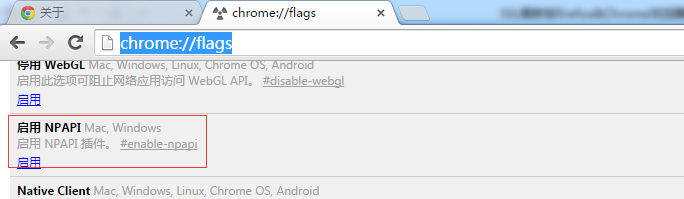 关于
chrome://flags
chrome://flags
停用 WebGL Mac, Windows, Linux, Chrome OS, Android
启用此选项可阻止网络应用访问 WebGL API。 #disable-webgl
启用
启用 NPAPI Mac, Windows
启用 NPAPI 插件。 #enable-npapi
启用
Native Client Mac, Windows, Linux, Chrome OS, Android